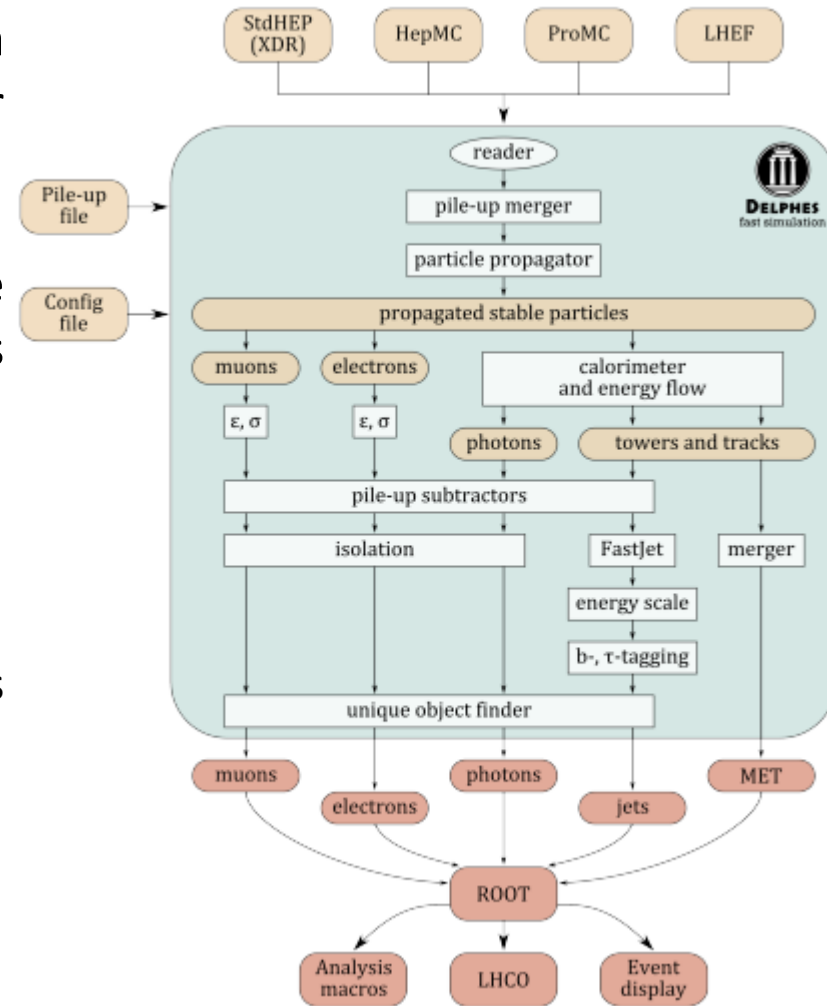 StdHEP
(XDR)
HepMC
ProMC
LHEF
reader
Pile-up
file
pile-up merger
DELPHES
fast simulation
particle propagator
Config
file
propagated stable particles
muons
electrons
calorimeter
and energy flow
ε, σ
ε, σ
photons
towers and tracks
pile-up subtractors
isolation
FastJet
merger
energy scale
b-, τ-tagging
unique object finder
muons
photons
MET
electrons
jets
ROOT
Analysis
macros
LHCO
Event
display